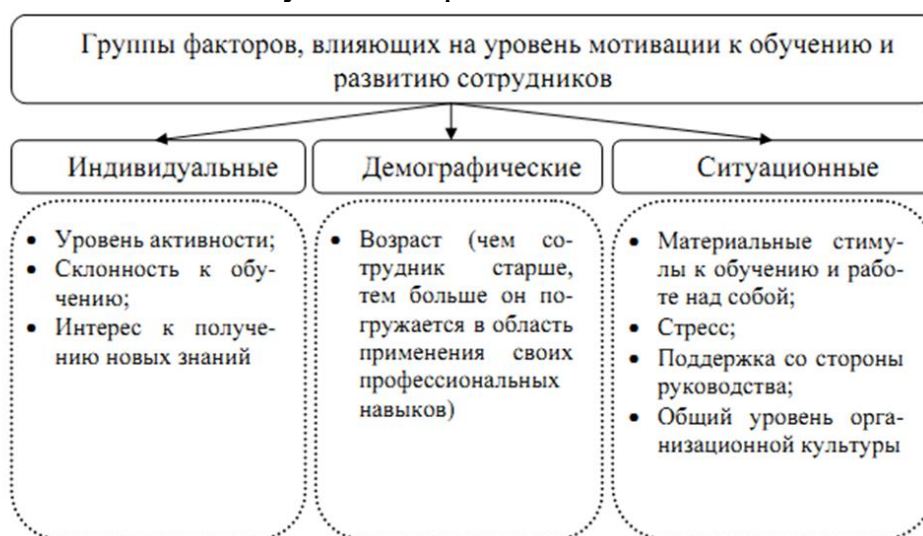 Группы факторов, влияющих на уровень мотивации к обучению и
развитию сотрудников
Индивидуальные
Демографические
Ситуационные
• Уровень активности;
• Склонность к обу-
чению;
• Интерес к получе-
нию новых знаний
• Возраст (чем со-
трудник старше,
тем больше он по-
гружается в область
применения своих
профессиональных
навыков)
• Материальные стиму-
лы к обучению и рабо-
те над собой;
• Стресс;
• Поддержка со стороны
руководства;
• Общий уровень орга-
низационной культуры